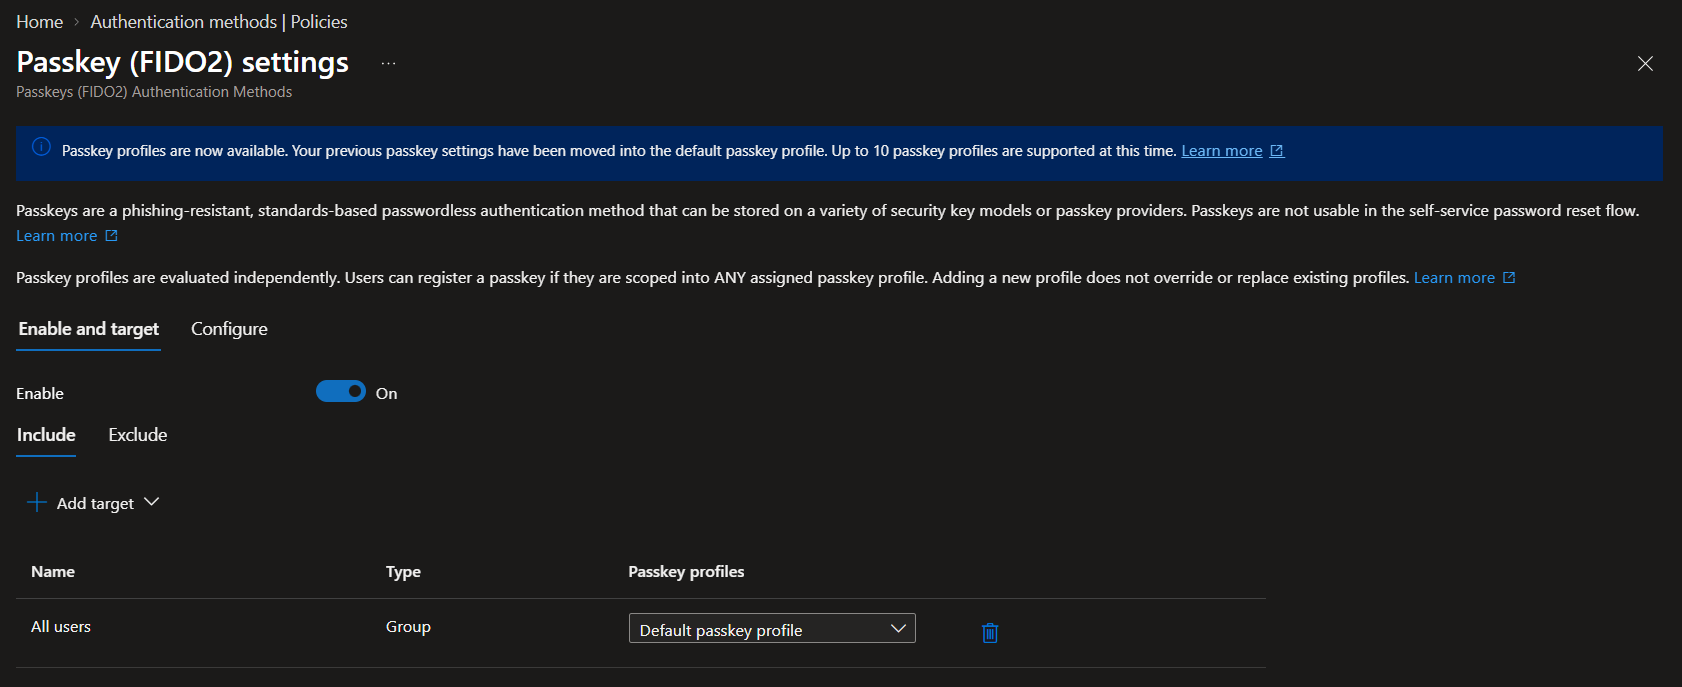 Home > Authentication methods | Policies
Passkey (FIDO2) settings ...
Passkeys (FIDO2) Authentication Methods
Passkey profiles are now available. Your previous passkey settings have been moved into the default passkey profile. Up to 10 passkey profiles are supported at this time. Learn more
Passkeys are a phishing-resistant, standards-based passwordless authentication method that can be stored on a variety of security key models or passkey providers. Passkeys are not usable in the self-service password reset flow.
Learn more
Passkey profiles are evaluated independently. Users can register a passkey if they are scoped into ANY assigned passkey profile. Adding a new profile does not override or replace existing profiles. Learn more
Enable and target Configure
Enable On
Include Exclude
Add target
Name Type Passkey profiles
All users Group Default passkey profile